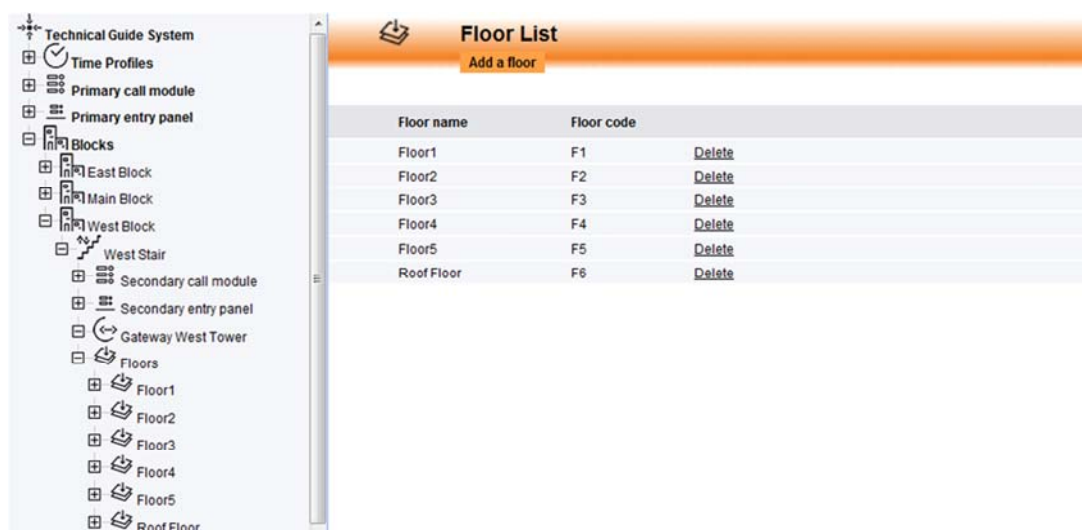 Technical Guide System
Time Profiles
Primary call module
Primary entry panel
Blocks
East Block
Main Block
West Block
West Stair
Secondary call module
Secondary entry panel
Gateway West Tower
Floors
Floor1
Floor2
Floor3
Floor4
Floor5
Roof Floor
Floor List
Add a floor
Floor name Floor code
Floor1 F1 Delete
Floor2 F2 Delete
Floor3 F3 Delete
Floor4 F4 Delete
Floor5 F5 Delete
Roof Floor F6 Delete